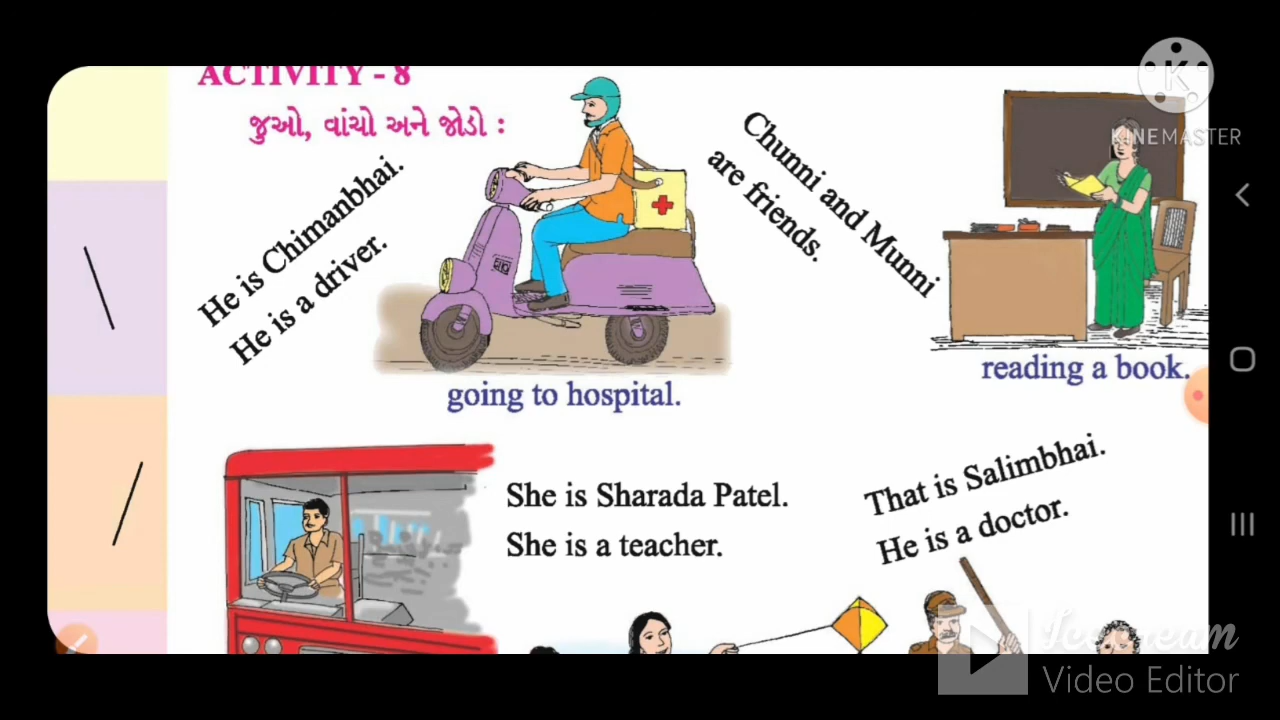 ACTIVITY - 8
જુઓ, વાંચો અને જોડો :
He is Chimanbhai.
He is a driver.
Chunni and Munni
are friends.
K
KINEMASTER
going to hospital.
reading a book.
She is Sharada Patel.
She is a teacher.
That is Salimbhai.
He is a doctor.
Icecream
Video Editor